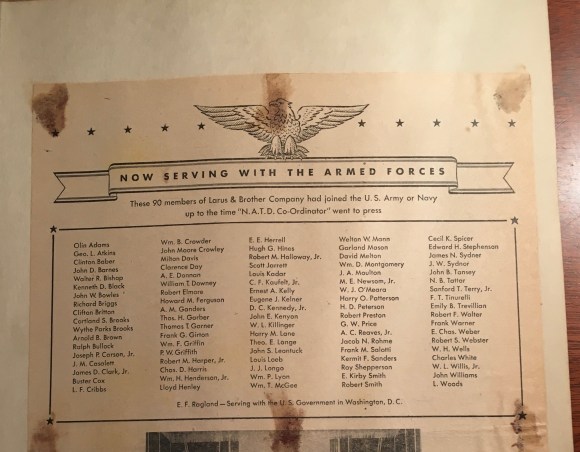 NOW SERVING WITH THE ARMED FORCES
These 90 members of Larus & Brother Company had joined the U.S. Army or Navy
up to the time "N.A.T.D. Co-Ordinator" went to press
Olin Adams
Geo. L. Atkins
Clinton Baber
John D. Barnes
Walter R. Bishop
Kenneth D. Block
John W. Bowles
Richard Briggs
Clifton Britton
Cortland S. Brooks
Wythe Parks Brooks
Arnold B. Brown
Ralph Bullock
Joseph P. Carson, Jr.
J. M. Casolett
James D. Clark, Jr.
Buster Cox
L. F. Cribbs
Wm. B. Crowder
John Moore Crowley
Milton Davis
Clarence Day
A. E. Donnan
William T. Downey
Robert Elmore
Howard M. Ferguson
A. M. Ganders
Thos. H. Garber
Thomas T. Garner
Frank G. Girton
Wm. F. Griffin
P. W. Griffith
Robert M. Harper, Jr.
Chas. D. Harris
Wm. H. Henderson, Jr.
Lloyd Henley
E. E. Herrell
Hugh G. Hines
Robert M. Holloway, Jr.
Scott Jarrett
Louis Kadar
C. F. Kaufelt, Jr.
Ernest A. Kelly
Eugene J. Kelner
D. C. Kennedy, Jr.
John E. Kenyon
W. L. Killinger
Harry M. Lane
Theo. E. Lange
John S. Leantuck
Louis Loeb
J. J. Longo
Wm. P. Lyon
Wm. T. McGee
Welton W. Mann
Garland Mason
David Melton
Wm. D. Montgomery
J. A. Moulton
M. E. Newsom, Jr.
W. J. O'Meara
Harry O. Patterson
H. D. Peterson
Robert Preston
G. W. Price
A. C. Reaves, Jr.
Jacob N. Rohme
Frank M. Salotti
Kermit F. Sanders
Roy Shepperson
E. Kirby Smith
Robert Smith
Cecil K. Spicer
Edward H. Stephenson
James N. Sydner
J. W. Sydnor
John B. Tansey
N. B. Tattar
Sanford T. Terry, Jr.
F. T. Tinurelli
Emily B. Trevillian
Robert F. Walter
Frank Warner
E. Chas. Weber
Robert S. Webster
W. H. Wells
Charles White
W. L. Willis, Jr.
John Williams
L. Woods
E. F. Ragland — Serving with the U.S. Government in Washington, D.C.